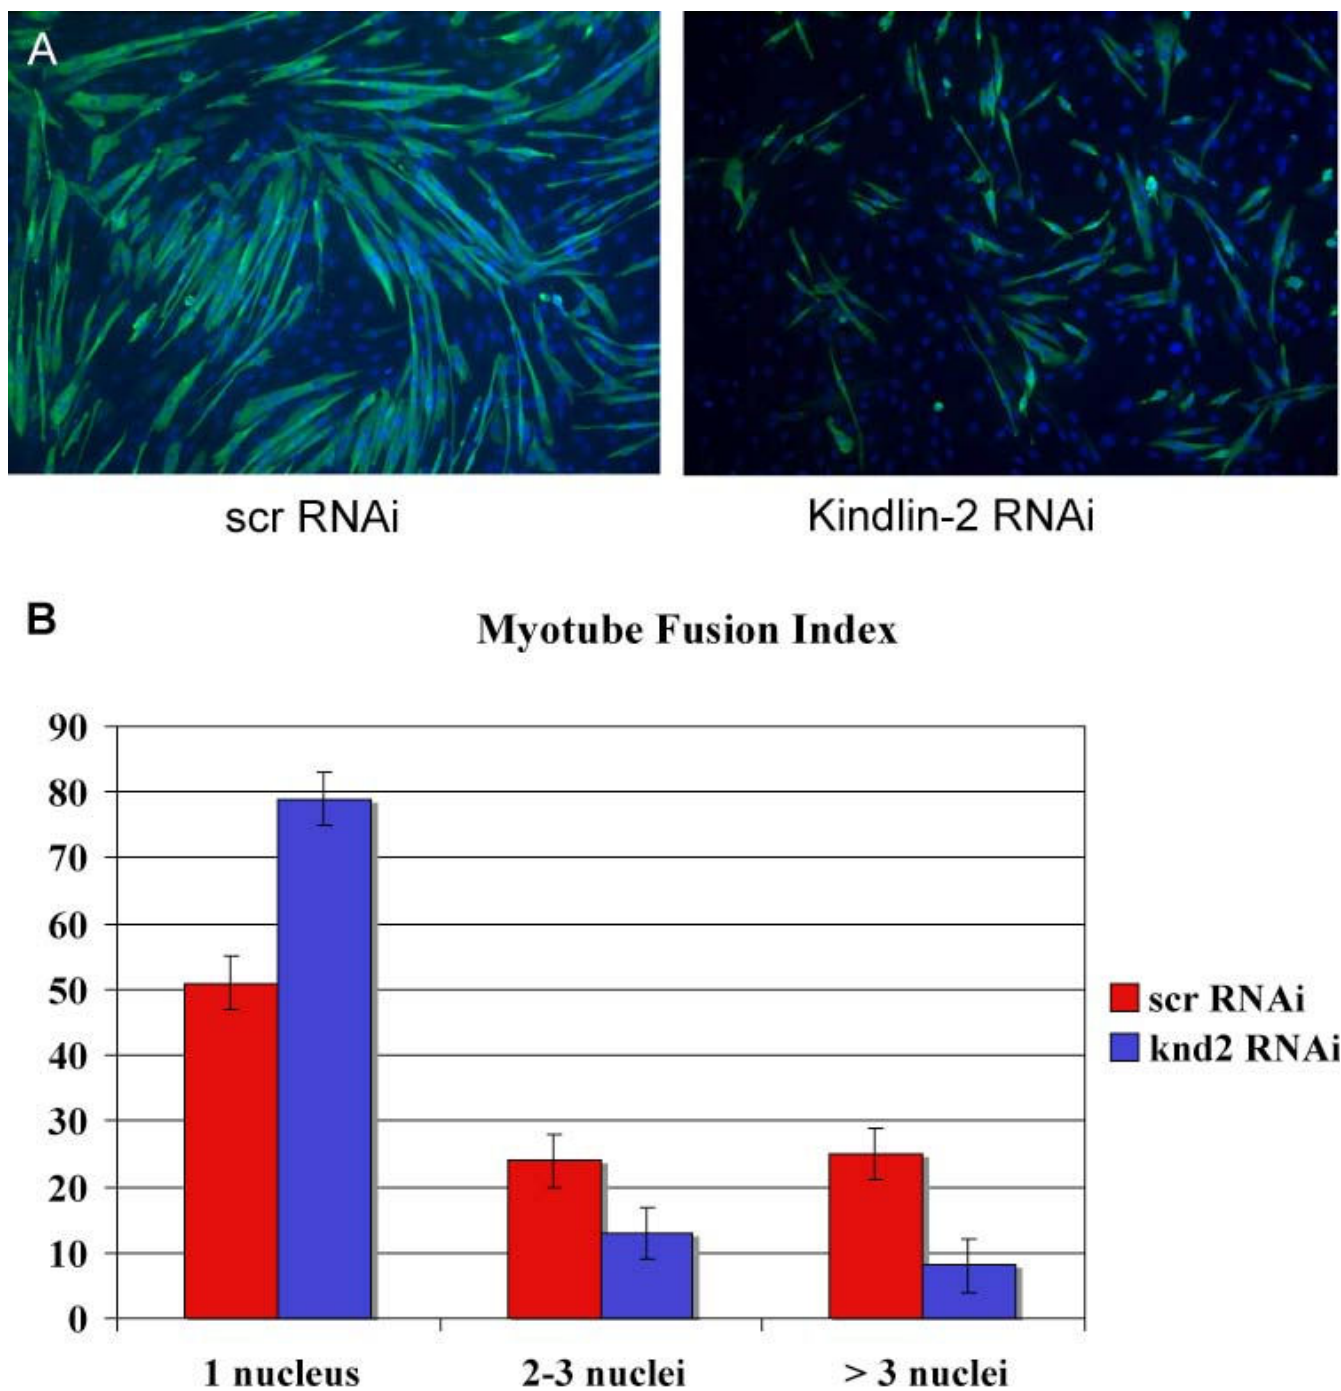 A
scr RNAi
Kindlin-2 RNAi
B
Myotube Fusion Index
90
80
70
60
50
40
30
20
10
0
1 nucleus
2-3 nuclei
> 3 nuclei
scr RNAi
knd2 RNAi